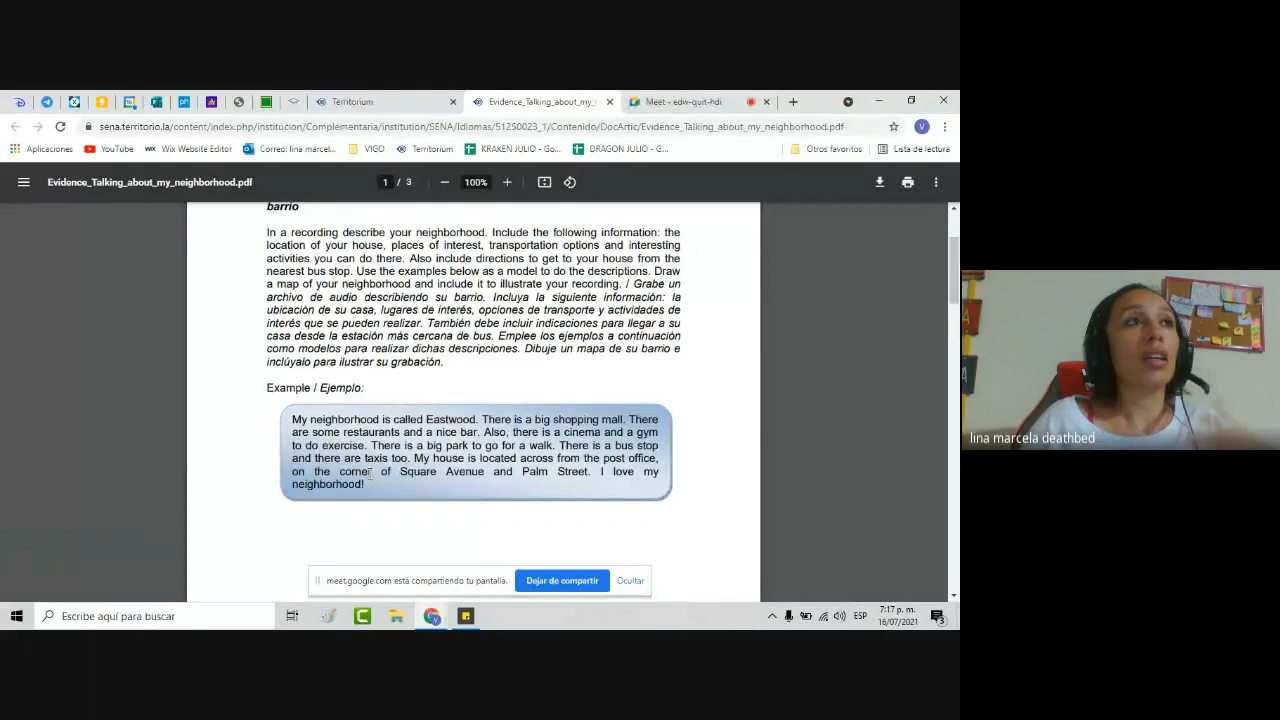 Territorium
Evidence_Talking_about_my_
Meet - edw-quit-hdi
sena.territorio.la/content/index.php/institucion/Complementaria/institution/SENA/Idiomas/51250023_1/Contenido/DocArtic/Evidence_Talking_about_my_neighborhood.pdf
V
Aplicaciones
YouTube
Wix Website Editor
Correo: lina marcel...
VIGO
Territorium
KRAKEN JULIO - Go...
DRAGON JULIO - G...
Otros favoritos
Lista de lectura
Evidence_Talking_about_my_neighborhood.pdf
1 / 3
100%
barrio
In a recording describe your neighborhood. Include the following information: the
location of your house, places of interest, transportation options and interesting
activities you can do there. Also include directions to get to your house from the
nearest bus stop. Use the examples below as a model to do the descriptions. Draw
a map of your neighborhood and include it to illustrate your recording. / Grabe un
archivo de audio describiendo su barrio. Incluya la siguiente información: la
ubicación de su casa, lugares de interés, opciones de transporte y actividades de
interés que se pueden realizar. También debe incluir indicaciones para llegar a su
casa desde la estación más cercana de bus. Emplee los ejemplos a continuación
como modelos para realizar dichas descripciones. Dibuje un mapa de su barrio e
inclúyalo para ilustrar su grabación.
Example / Ejemplo:
My neighborhood is called Eastwood. There is a big shopping mall. There
are some restaurants and a nice bar. Also, there is a cinema and a gym
to do exercise. There is a big park to go for a walk. There is a bus stop
and there are taxis too. My house is located across from the post office,
on the corner of Square Avenue and Palm Street. I love my
neighborhood!
meet.google.com está compartiendo tu pantalla.
Dejar de compartir
Ocultar
Escribe aquí para buscar
ESP
7:17 p. m.
16/07/2021
3
lina marcela deathbed